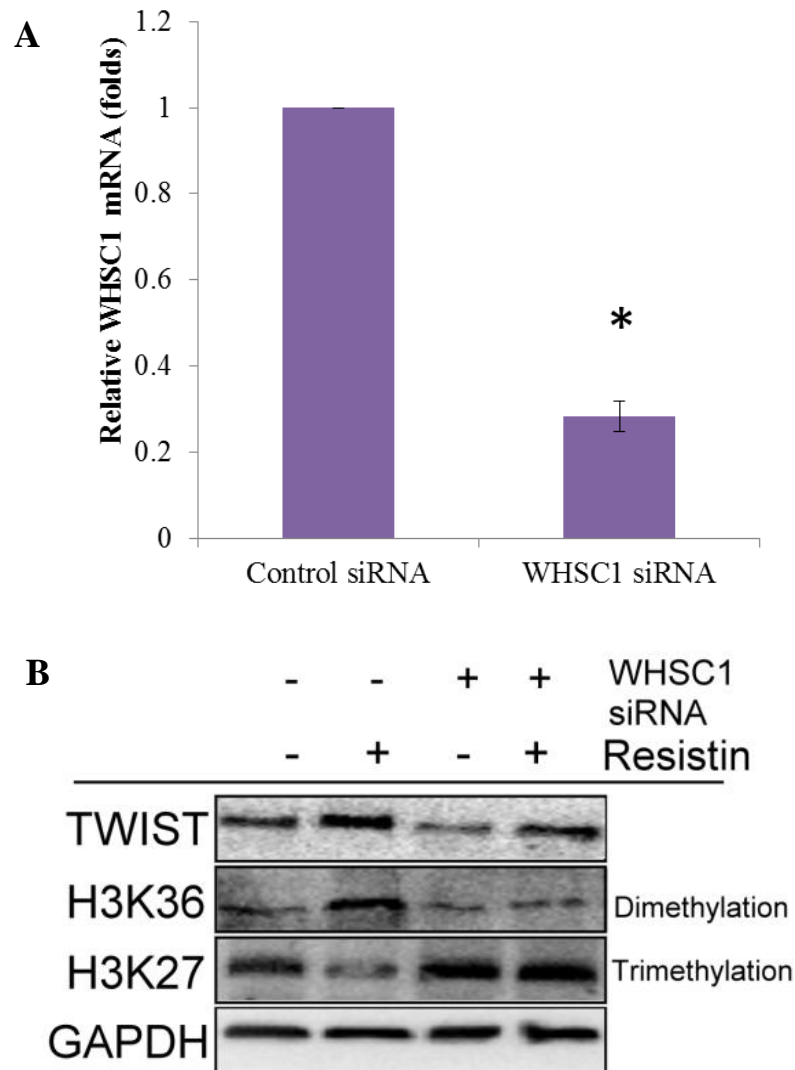 A
Relative WHSC1 mRNA (folds)
1.2
1
0.8
0.6
0.4
0.2
0
*
Control siRNA
WHSC1 siRNA
B
- - + + WHSC1
siRNA
- + - + Resistin
TWIST
H3K36 Dimethylation
H3K27 Trimethylation
GAPDH